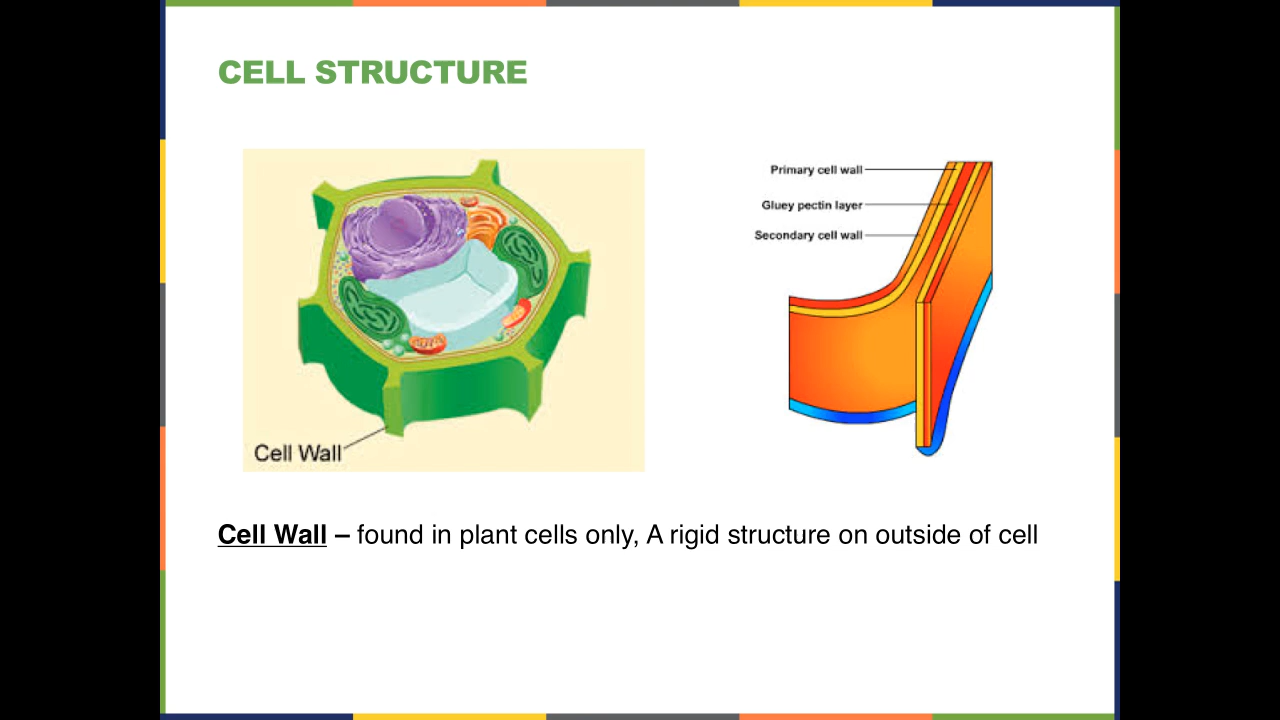 CELL STRUCTURE
Primary cell wall
Gluey pectin layer
Secondary cell wall
Cell Wall
Cell Wall – found in plant cells only, A rigid structure on outside of cell